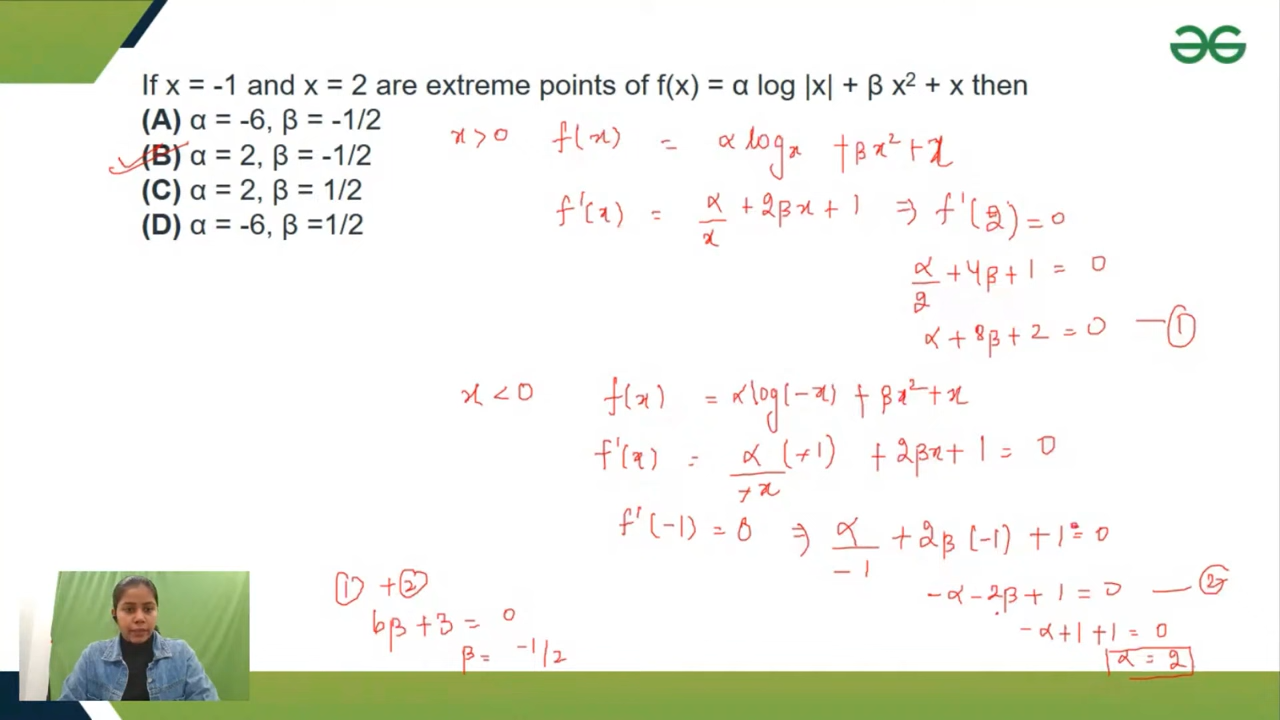 If x = -1 and x = 2 are extreme points of f(x) = α log |x| + β x² + x then
(A) α = -6, β = -1/2
(B) α = 2, β = -1/2
(C) α = 2, β = 1/2
(D) α = -6, β =1/2
x > 0 f(x) = α log x + βx² + x
f'(x) = α/x + 2βx + 1 ⇒ f'(2) = 0
α/2 + 4β + 1 = 0
α + 8β + 2 = 0 — ①
x < 0 f(x) = α log(-x) + βx² + x
f'(x) = α/+x (+1) + 2βx + 1 = 0
f'(-1) = 0 ⇒ α/-1 + 2β(-1) + 1 = 0
-α - 2β + 1 = 0 — ②
-α + 1 + 1 = 0
α = 2
① + ②
6β + 3 = 0
β = -1/2